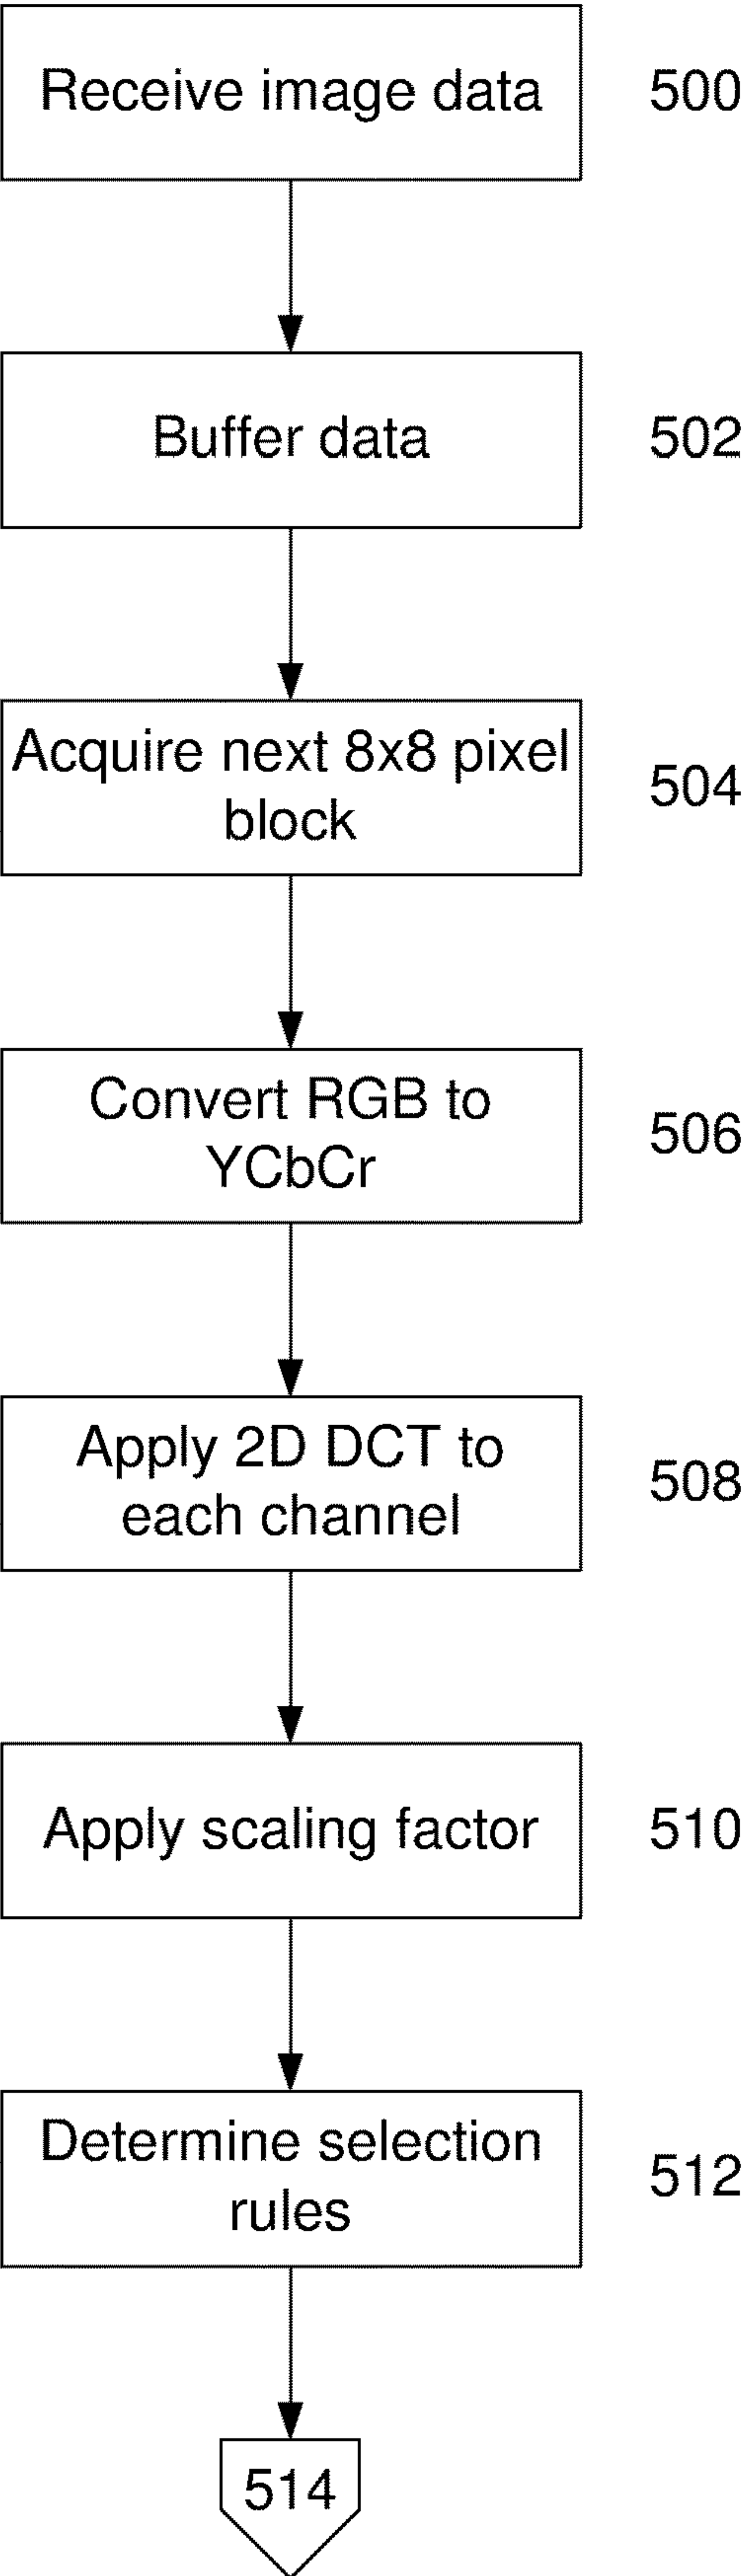 Receive image data
500
Buffer data
502
Acquire next 8x8 pixel
block
504
Convert RGB to
YCbCr
506
Apply 2D DCT to
each channel
508
Apply scaling factor
510
Determine selection
rules
512
514